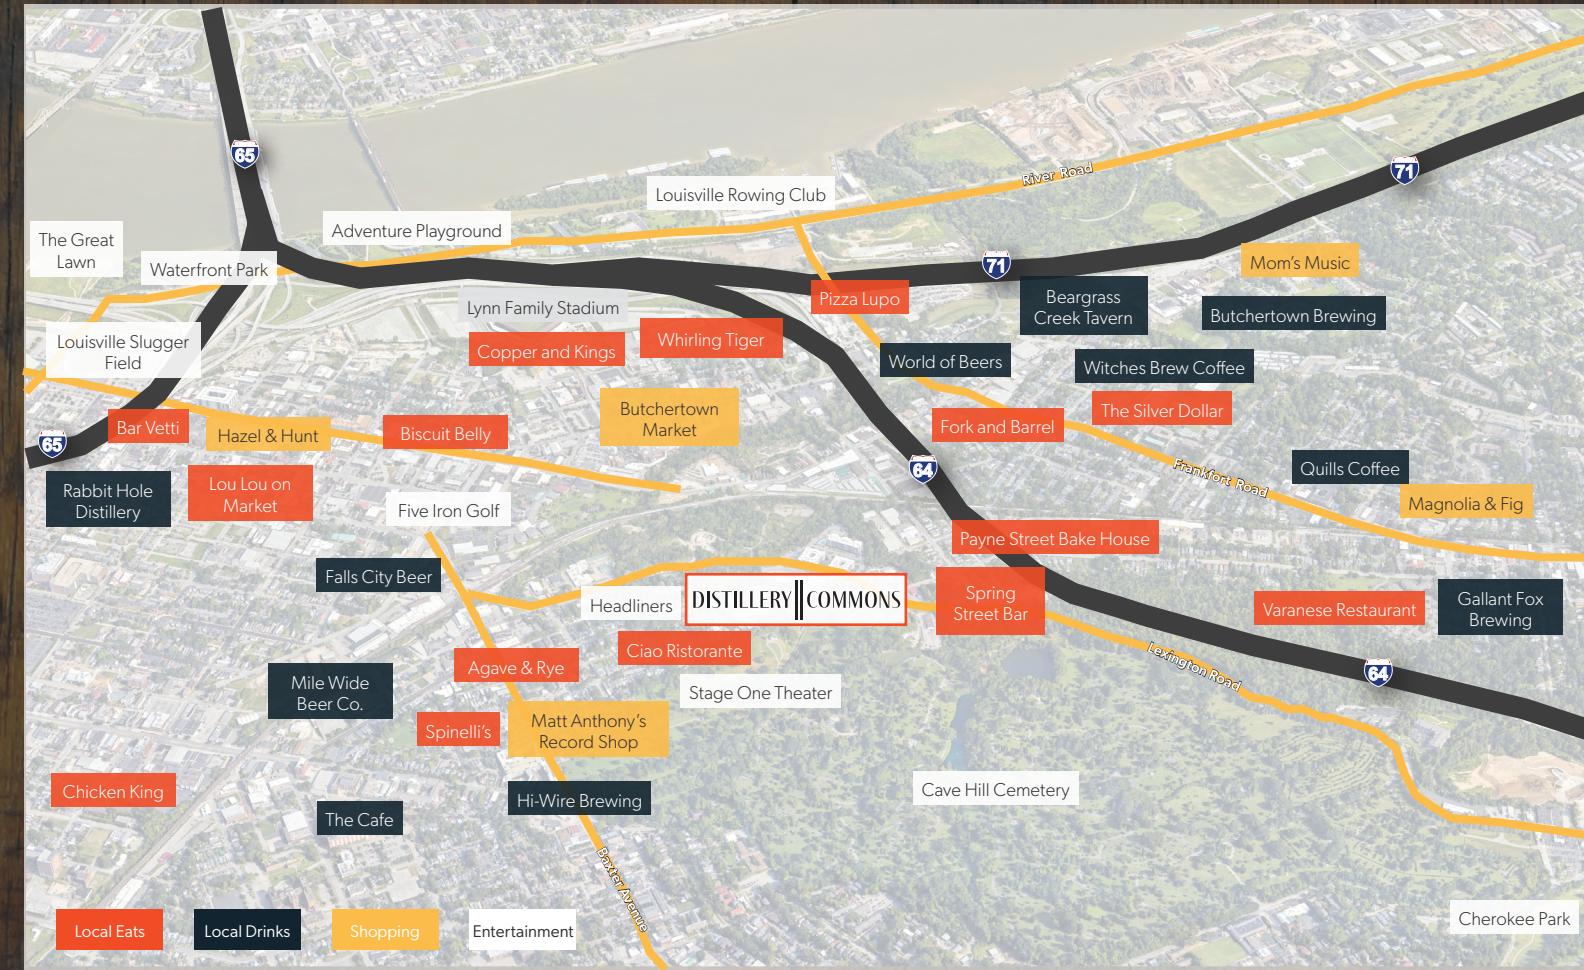 65
River Road
71
Louisville Rowing Club
Adventure Playground
The Great
Lawn
Waterfront Park
71
Mom's Music
Pizza Lupo
Beargrass
Creek Tavern
Lynn Family Stadium
Butchertown Brewing
Louisville Slugger
Field
Copper and Kings
Whirling Tiger
World of Beers
Witches Brew Coffee
Butchertown
Market
The Silver Dollar
Bar Vetti
Hazel & Hunt
Biscuit Belly
Fork and Barrel
65
64
Frankfort Road
Quills Coffee
Rabbit Hole
Distillery
Lou Lou on
Market
Five Iron Golf
Magnolia & Fig
Payne Street Bake House
Falls City Beer
Headliners
DISTILLERY COMMONS
Spring
Street Bar
Varanese Restaurant
Gallant Fox
Brewing
Ciao Ristorante
Agave & Rye
Lexington Road
64
Mile Wide
Beer Co.
Stage One Theater
Spinelli's
Matt Anthony's
Record Shop
Chicken King
Hi-Wire Brewing
Cave Hill Cemetery
The Cafe
Baxter Avenue
Cherokee Park
Local Eats
Local Drinks
Shopping
Entertainment